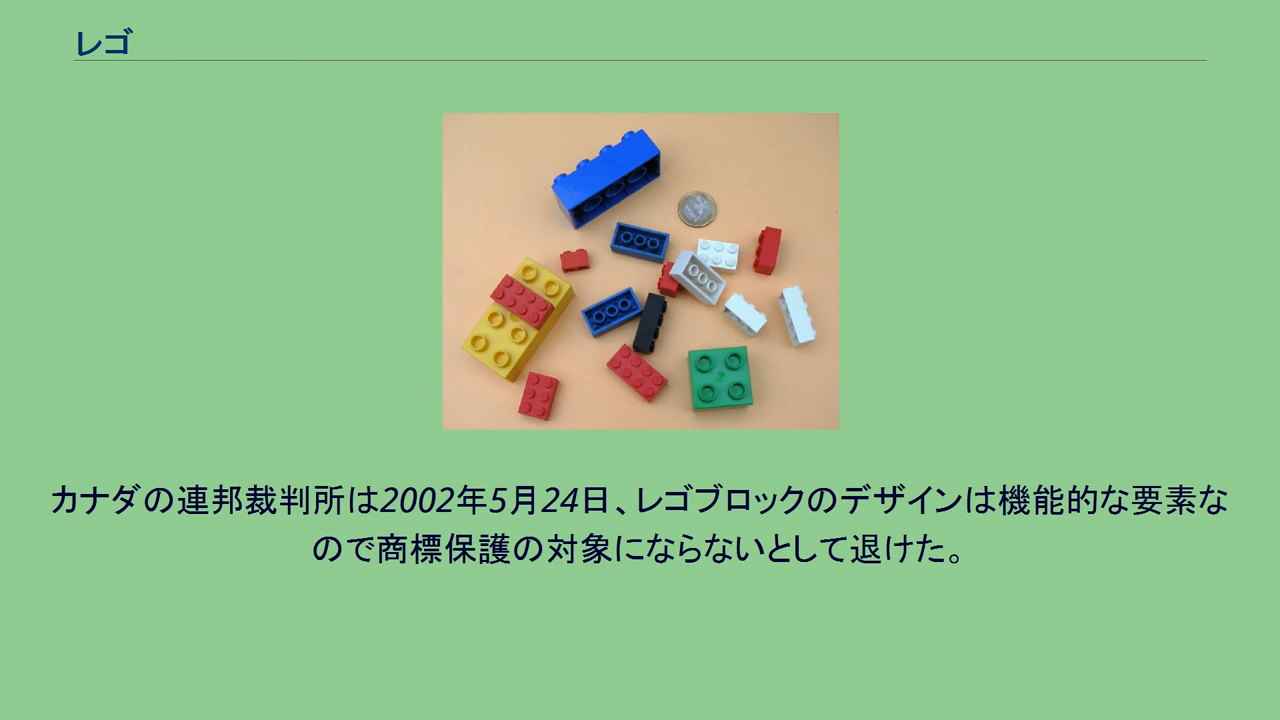 レゴ
カナダの連邦裁判所は2002年5月24日、レゴブロックのデザインは機能的な要素な
ので商標保護の対象にならないとして退けた。